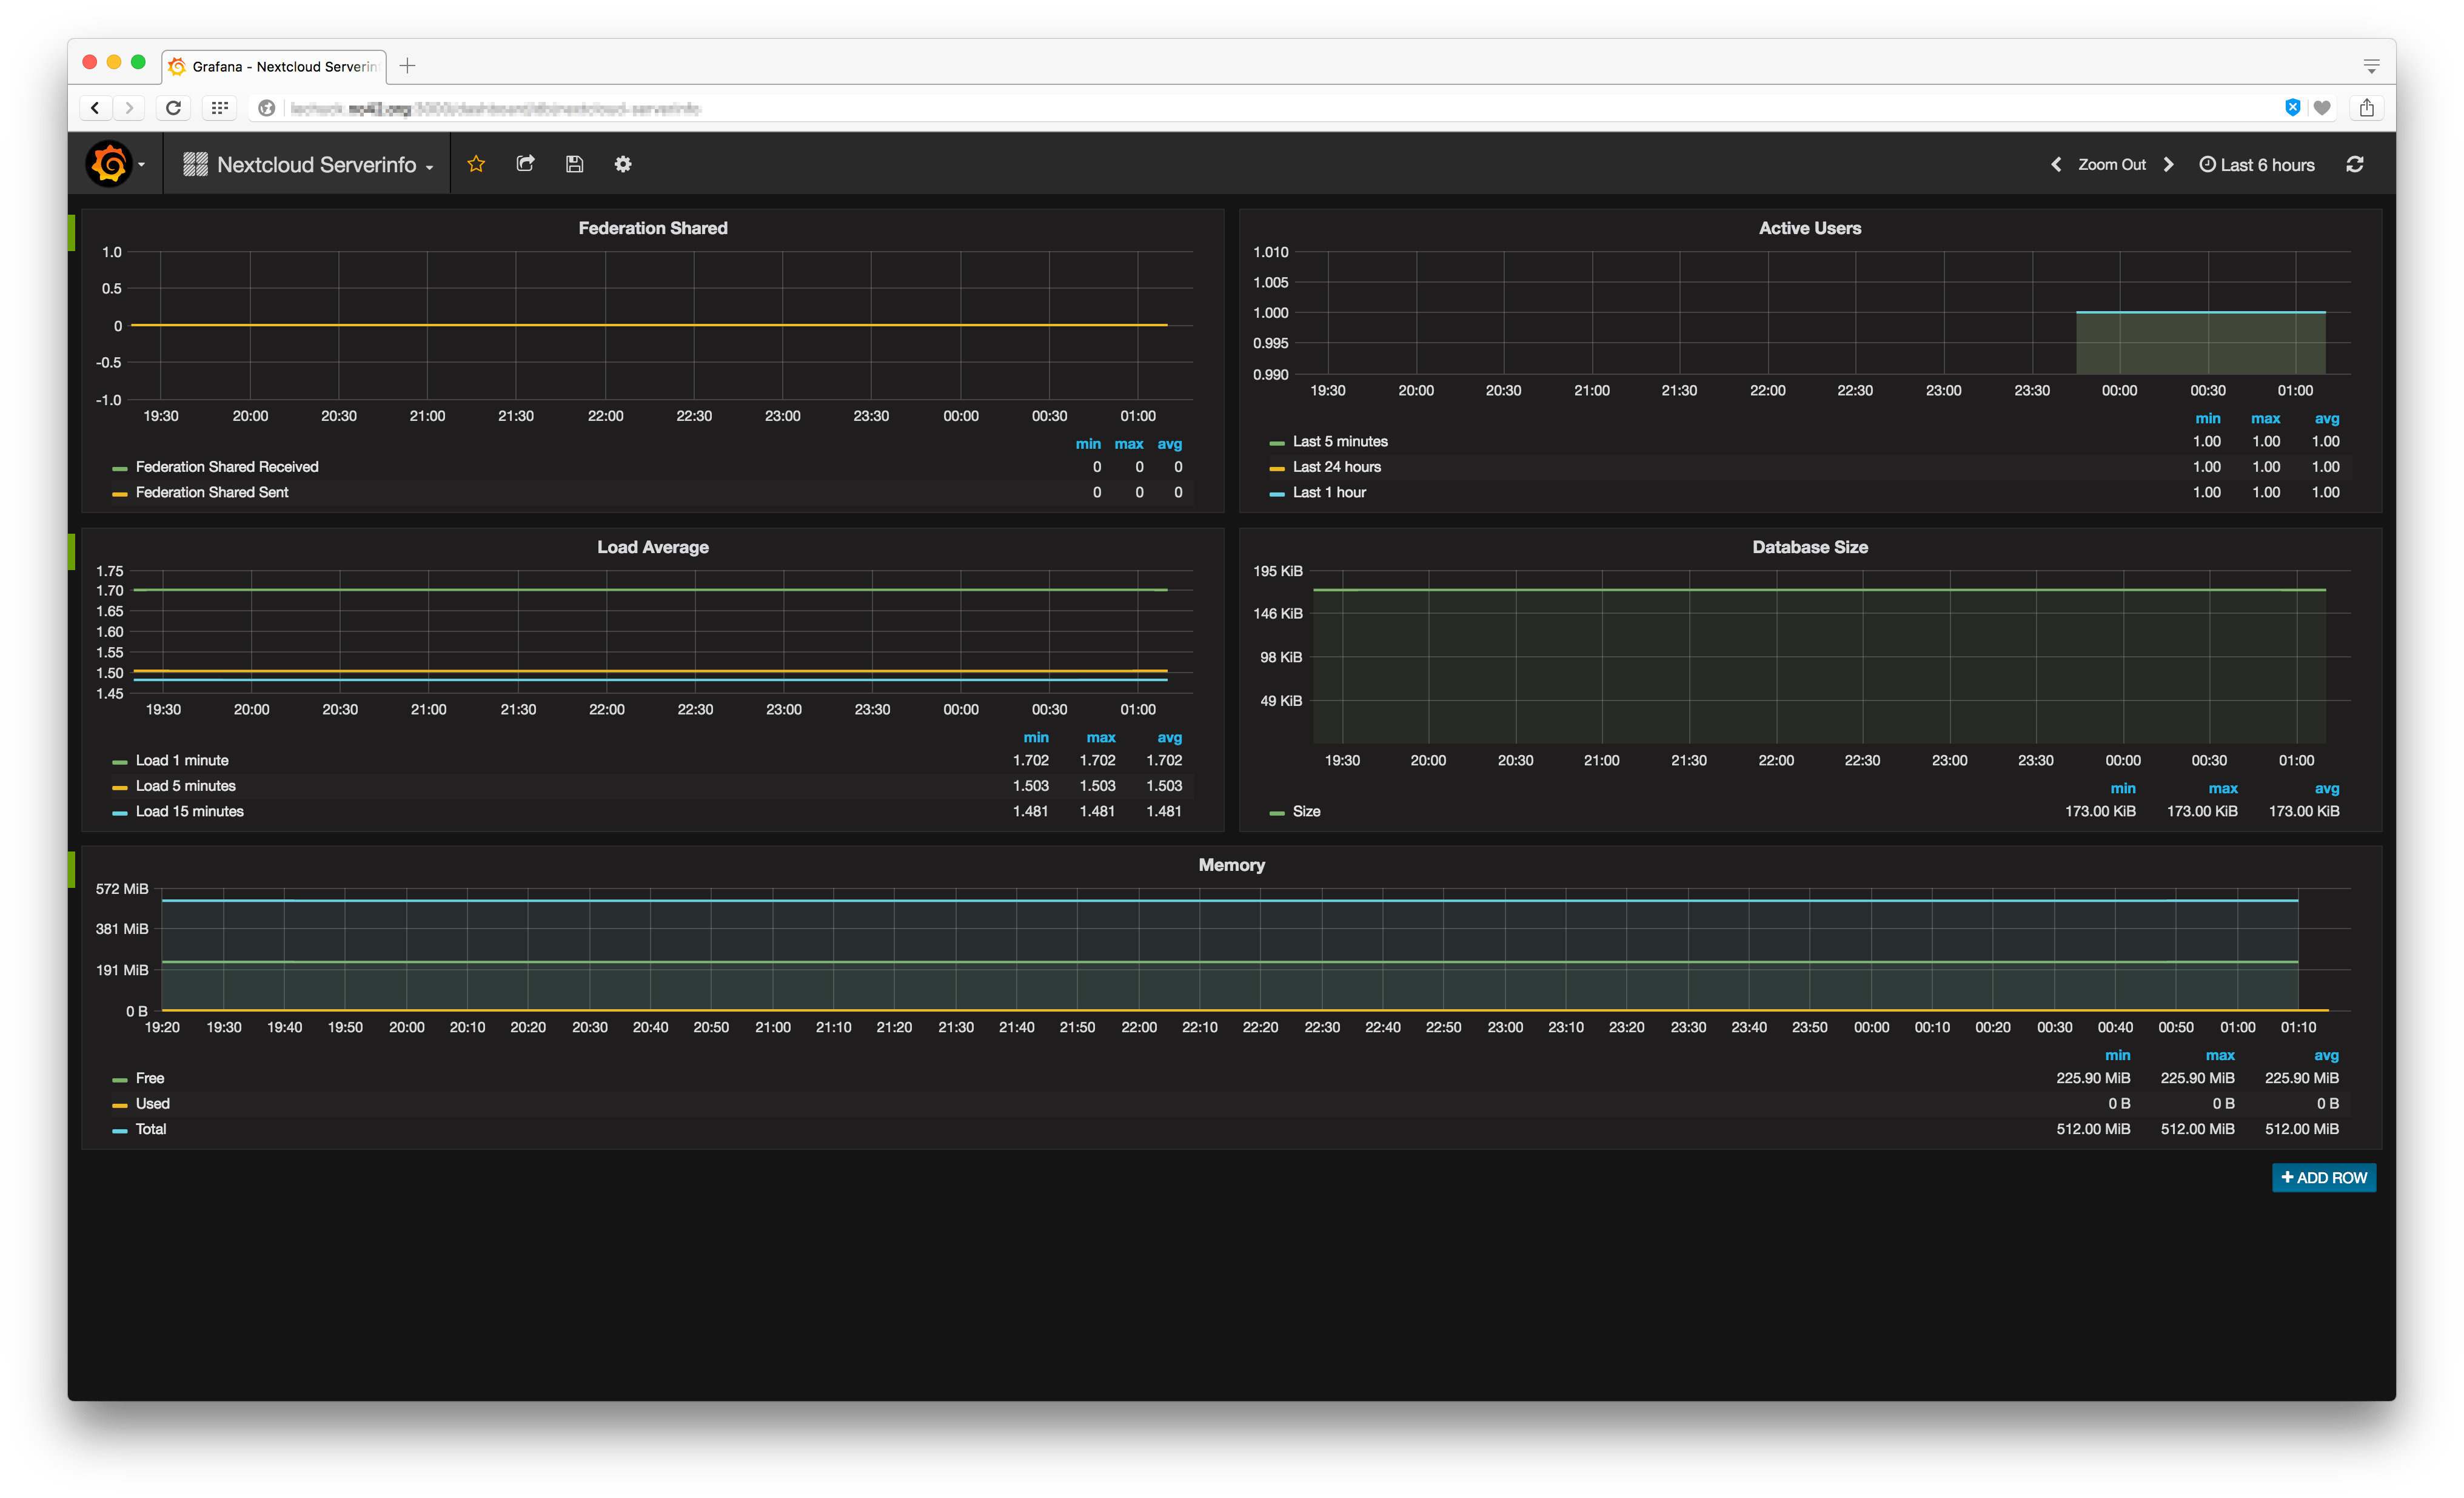 Grafana - Nextcloud Serverin
Nextcloud Serverinfo
Zoom Out
Last 6 hours
Federation Shared
1.0
0.5
0
-0.5
-1.0
19:30 20:00 20:30 21:00 21:30 22:00 22:30 23:00 23:30 00:00 00:30 01:00
min max avg
Federation Shared Received 0 0 0
Federation Shared Sent 0 0 0
Active Users
1.010
1.005
1.000
0.995
0.990
19:30 20:00 20:30 21:00 21:30 22:00 22:30 23:00 23:30 00:00 00:30 01:00
min max avg
Last 5 minutes 1.00 1.00 1.00
Last 24 hours 1.00 1.00 1.00
Last 1 hour 1.00 1.00 1.00
Load Average
1.75
1.70
1.65
1.60
1.55
1.50
1.45
19:30 20:00 20:30 21:00 21:30 22:00 22:30 23:00 23:30 00:00 00:30 01:00
min max avg
Load 1 minute 1.702 1.702 1.702
Load 5 minutes 1.503 1.503 1.503
Load 15 minutes 1.481 1.481 1.481
Database Size
195 KiB
146 KiB
98 KiB
49 KiB
19:30 20:00 20:30 21:00 21:30 22:00 22:30 23:00 23:30 00:00 00:30 01:00
min max avg
Size 173.00 KiB 173.00 KiB 173.00 KiB
Memory
572 MiB
381 MiB
191 MiB
0 B
19:20 19:30 19:40 19:50 20:00 20:10 20:20 20:30 20:40 20:50 21:00 21:10 21:20 21:30 21:40 21:50 22:00 22:10 22:20 22:30 22:40 22:50 23:00 23:10 23:20 23:30 23:40 23:50 00:00 00:10 00:20 00:30 00:40 00:50 01:00 01:10
min max avg
Free 225.90 MiB 225.90 MiB 225.90 MiB
Used 0 B 0 B 0 B
Total 512.00 MiB 512.00 MiB 512.00 MiB
ADD ROW